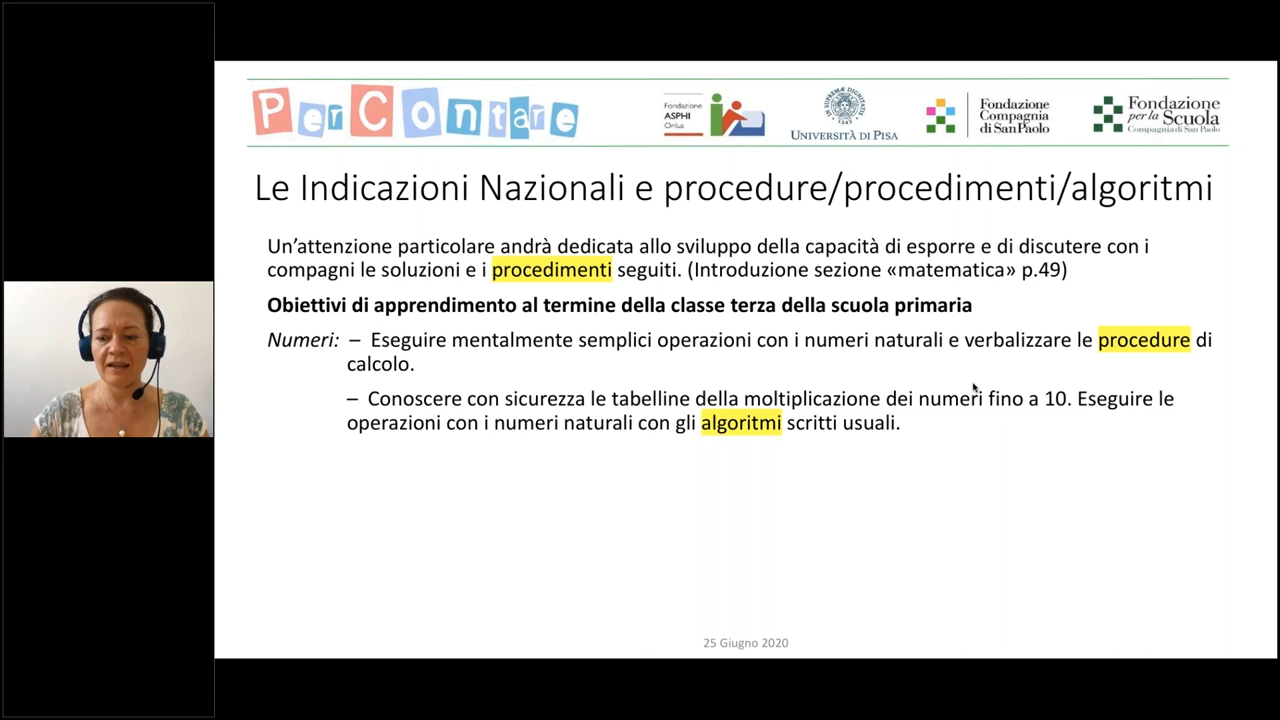 PerContare
Fondazione
ASPHI
Onlus
IN SUPREMÆ DIGNITATIS
1343
UNIVERSITÀ DI PISA
Fondazione
Compagnia
di San Paolo
Fondazione
per la Scuola
Compagnia di San Paolo
Le Indicazioni Nazionali e procedure/procedimenti/algoritmi
Un'attenzione particolare andrà dedicata allo sviluppo della capacità di esporre e di discutere con i
compagni le soluzioni e i procedimenti seguiti. (Introduzione sezione «matematica» p.49)
Obiettivi di apprendimento al termine della classe terza della scuola primaria
Numeri: – Eseguire mentalmente semplici operazioni con i numeri naturali e verbalizzare le procedure di
calcolo.
– Conoscere con sicurezza le tabelline della moltiplicazione dei numeri fino a 10. Eseguire le
operazioni con i numeri naturali con gli algoritmi scritti usuali.
25 Giugno 2020